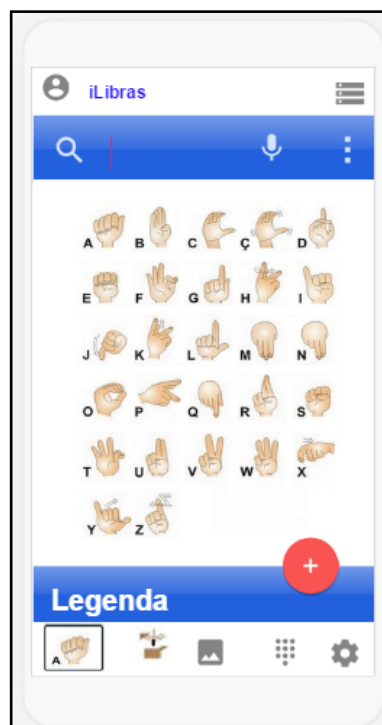 iLibras
A B C Ç D
E F G H I
J K L M N
O P Q R S
T U V W X
Y Z
+
Legenda
A